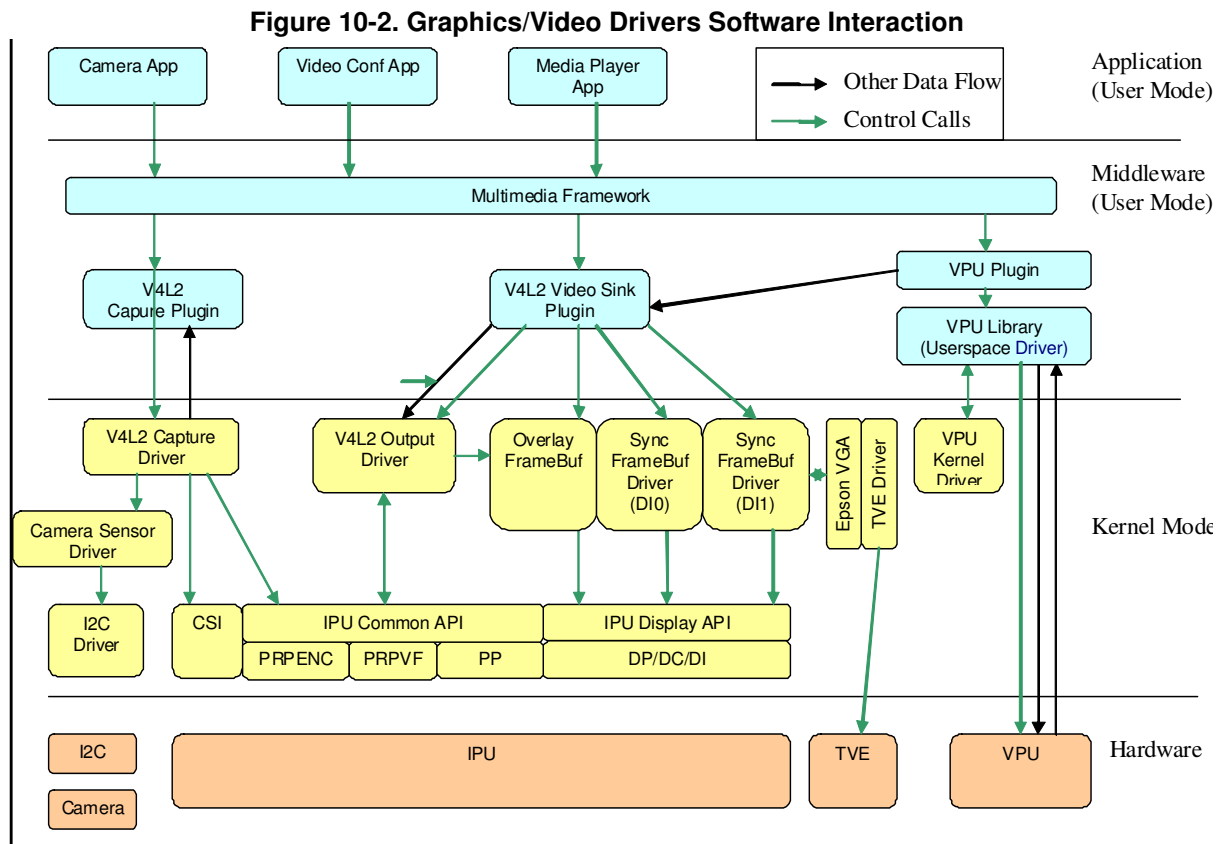 Figure 10-2. Graphics/Video Drivers Software Interaction
Camera App
Video Conf App
Media Player
App
Other Data Flow
Control Calls
Application
(User Mode)
Multimedia Framework
Middleware
(User Mode)
V4L2
Capure Plugin
V4L2 Video Sink
Plugin
VPU Plugin
VPU Library
(Userspace Driver)
V4L2 Capture
Driver
V4L2 Output
Driver
Overlay
FrameBuf
Sync
FrameBuf
Driver
(DI0)
Sync
FrameBuf
Driver
(DI1)
Epson VGA
TVE Driver
VPU
Kernel
Driver
Camera Sensor
Driver
Kernel Mode
I2C
Driver
CSI
IPU Common API
IPU Display API
PRPENC
PRPVF
PP
DP/DC/DI
I2C
IPU
TVE
VPU
Hardware
Camera